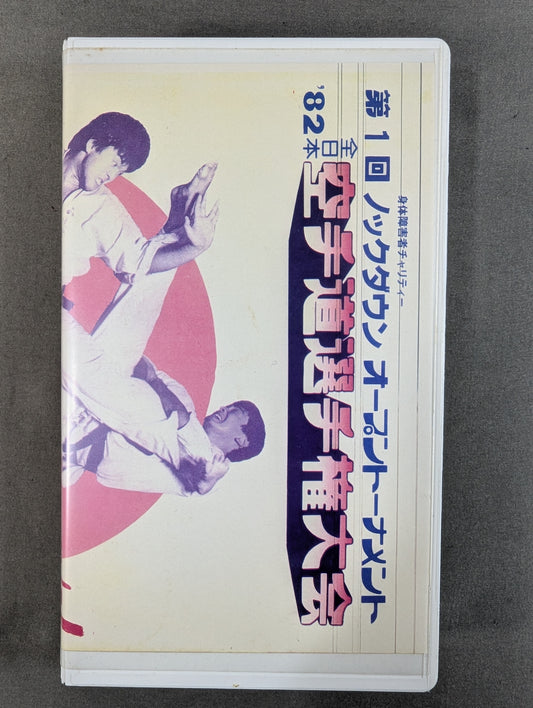 身体障害者チャリティー
第1回 ノックダウン オープントーナメント
'82全日本
空手道選手権大会